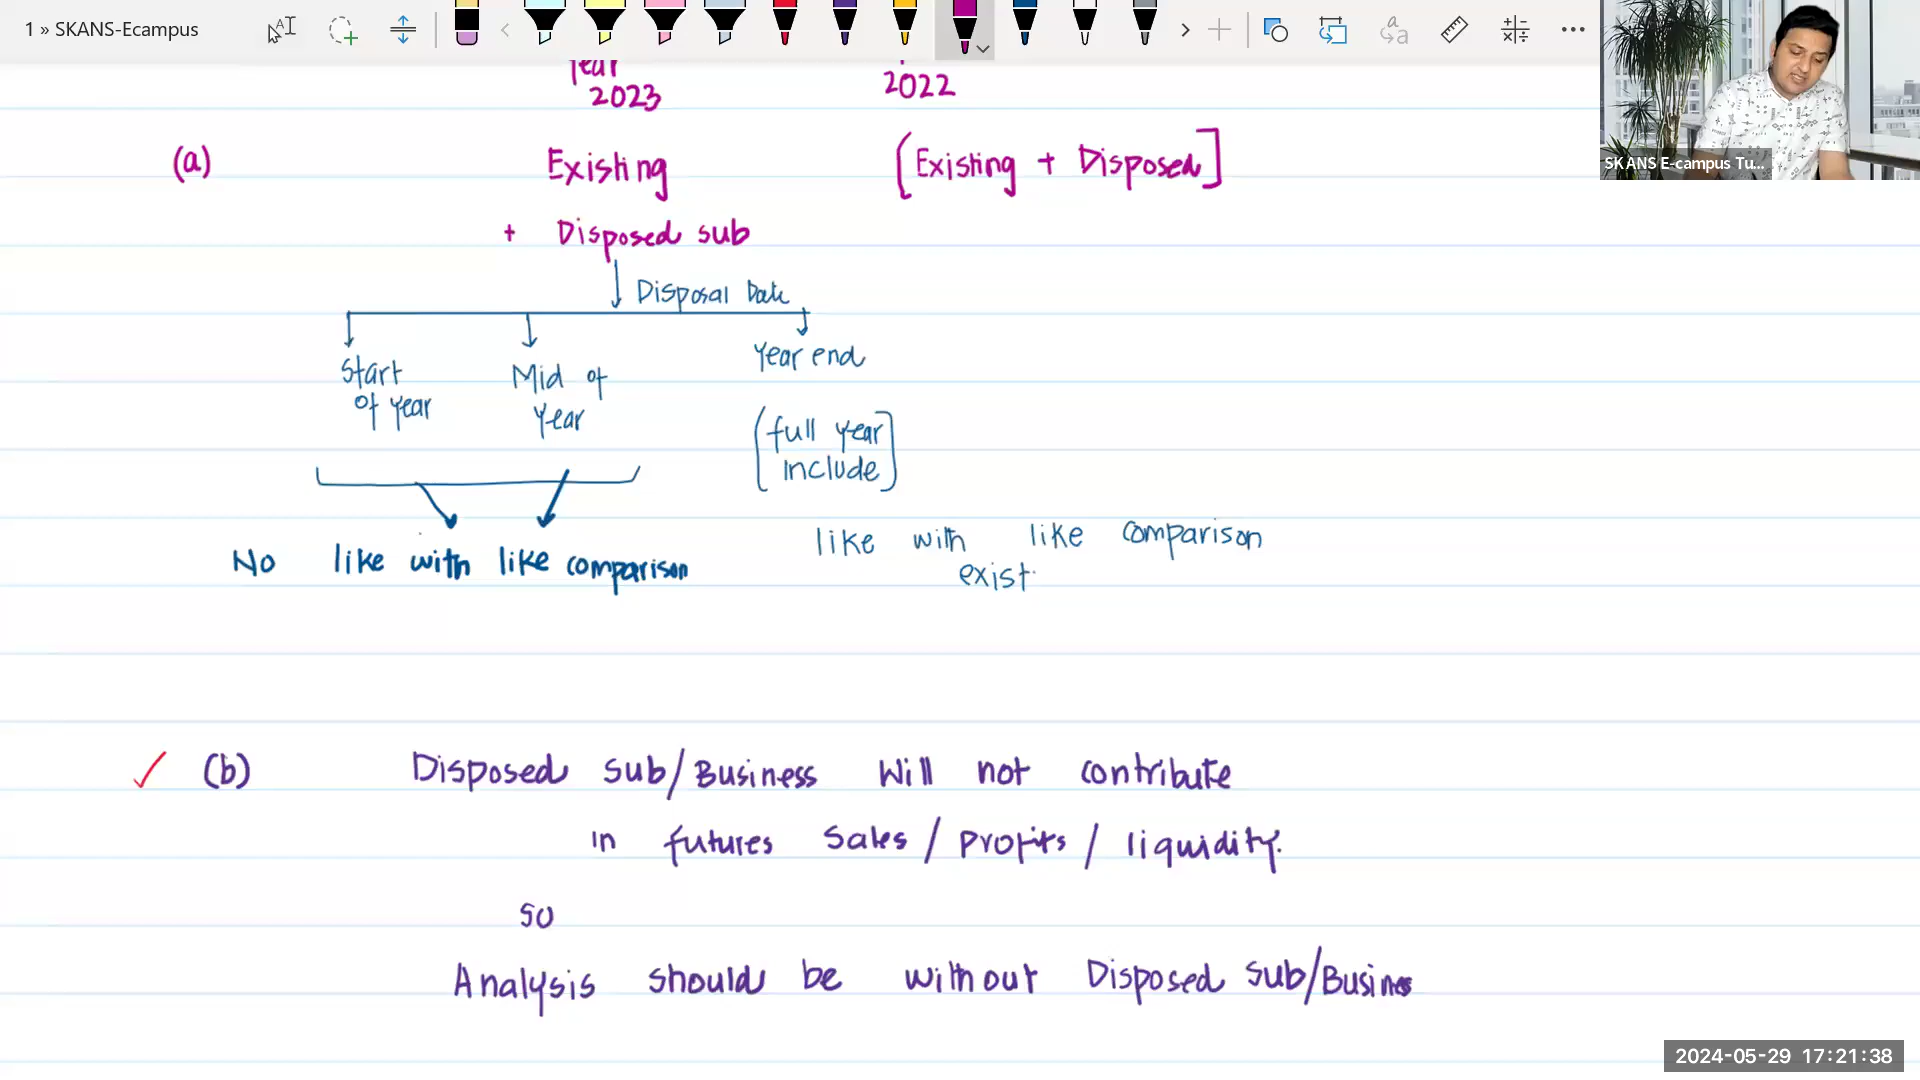 1 » SKANS-Ecampus
Year
2023
2022
(a)
Existing
[Existing + Disposed]
+ Disposed sub
Disposal Date
Start
of year
Mid of
year
Year end
[full year
include]
No like with like comparison
like with like comparison
exist.
✓ (b) Disposed sub/Business will not contribute
in futures Sales / profits / liquidity.
so
Analysis should be without Disposed sub/Business
SKANS E-campus Tu...
2024-05-29 17:21:38